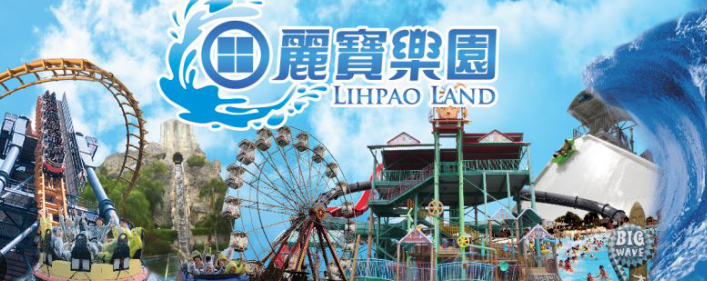 麗寶樂園
LIHPAO LAND
BIG
WAVE